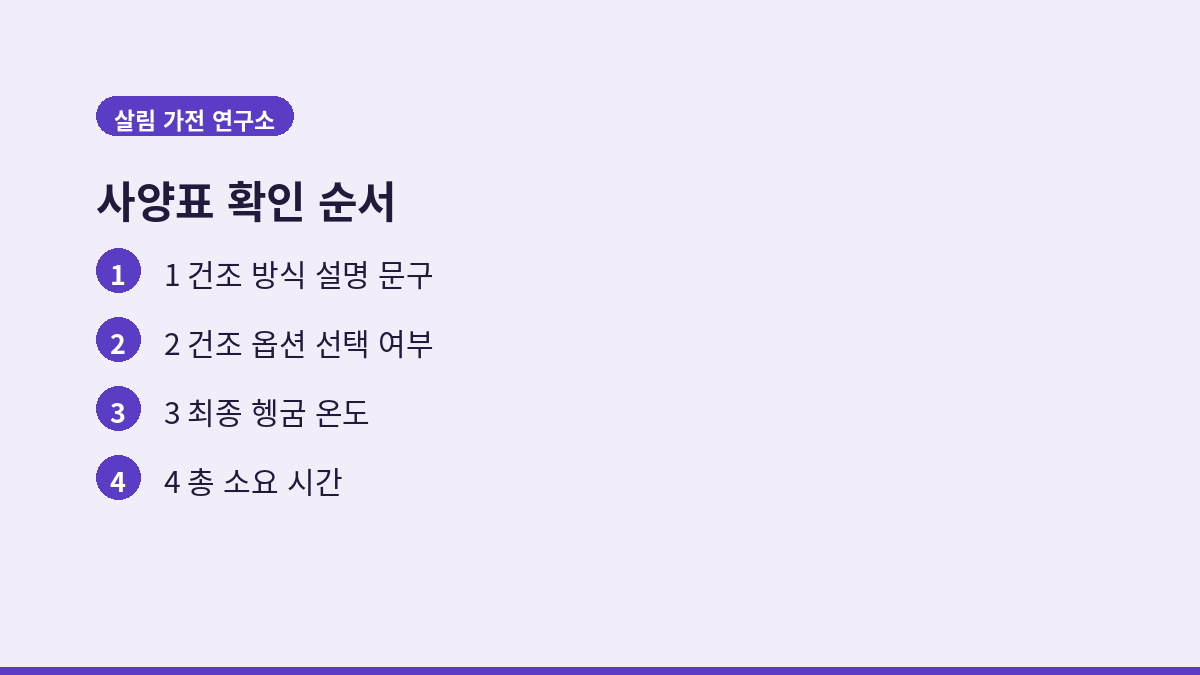 살림 가전 연구소
사양표 확인 순서
1 1 건조 방식 설명 문구
2 2 건조 옵션 선택 여부
3 3 최종 헹굼 온도
4 4 총 소요 시간